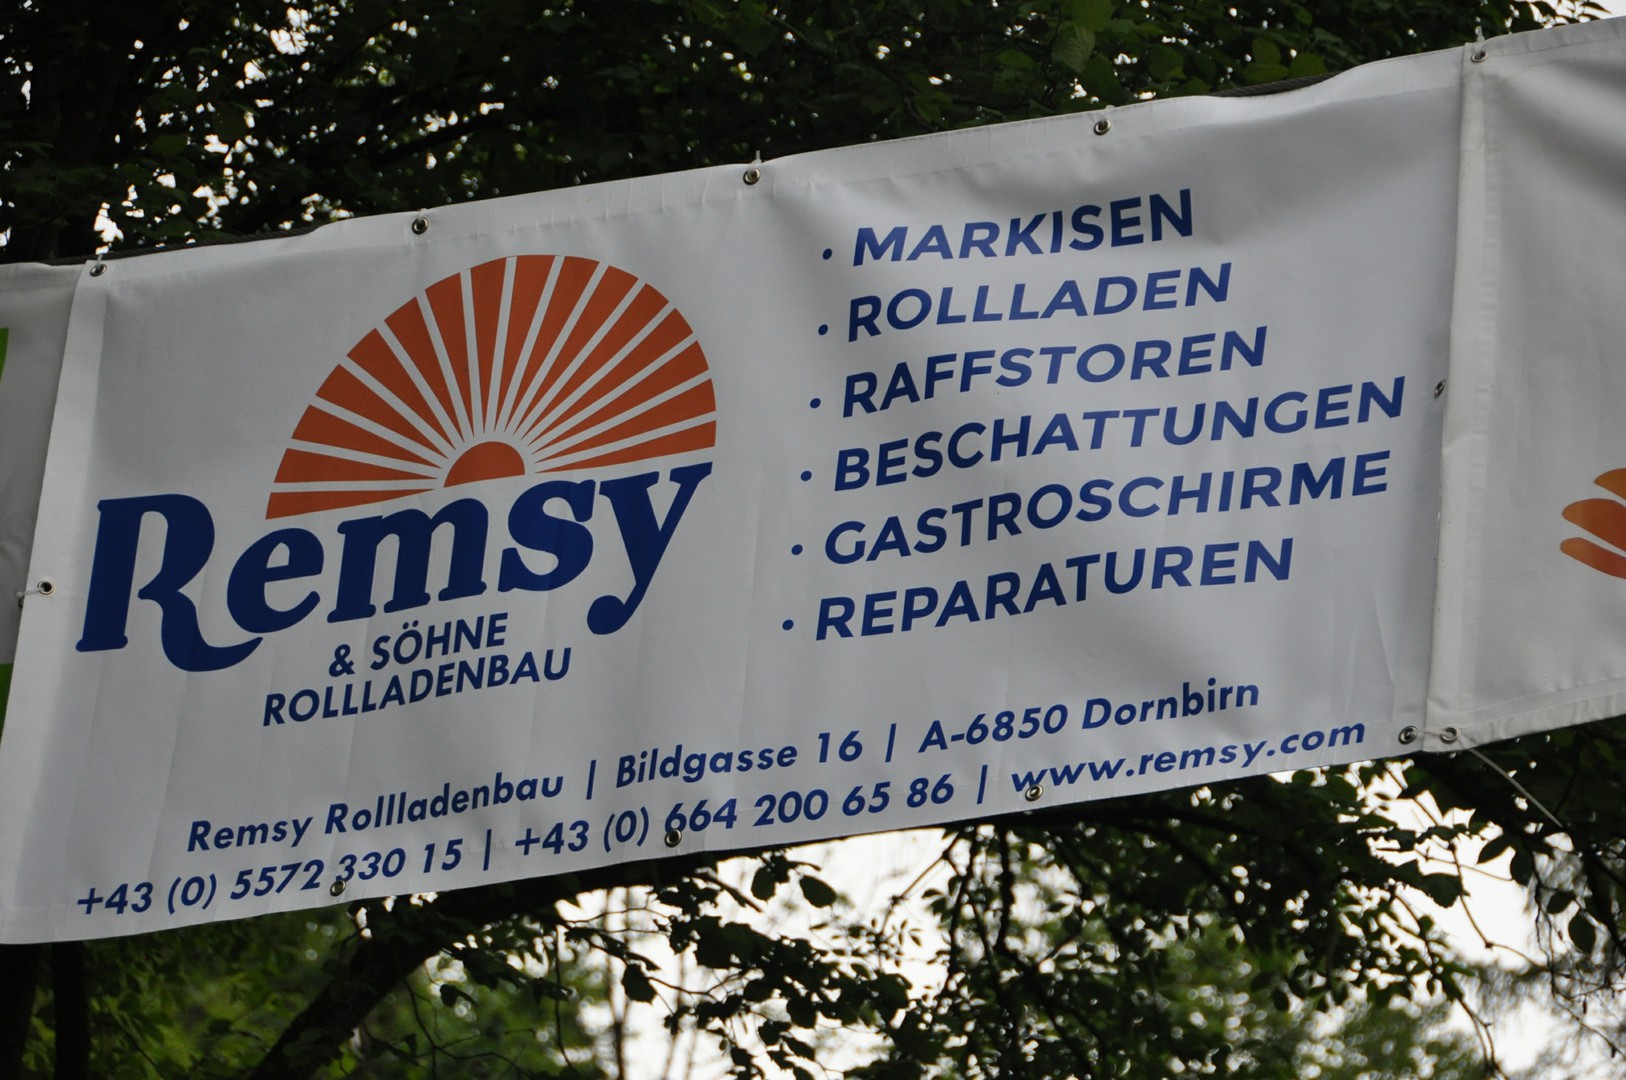 Remsy
& SÖHNE
ROLLLADENBAU
· MARKISEN
· ROLLLADEN
· RAFFSTOREN
· BESCHATTUNGEN
· GASTROSCHIRME
· REPARATUREN
Remsy Rollladenbau | Bildgasse 16 | A-6850 Dornbirn
+43 (0) 5572 330 15 | +43 (0) 664 200 65 86 | www.remsy.com